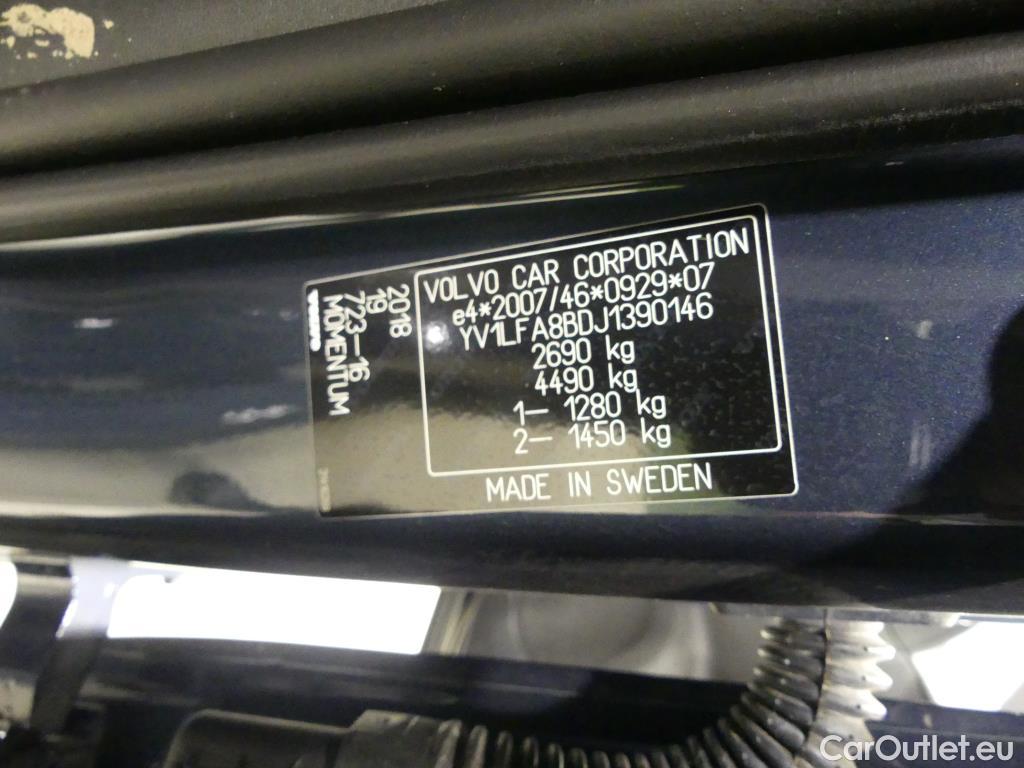 VOLVO CAR CORPORATION
e4*2007/46*0929*07
YV1LFA8BDJ1390146
2690 kg
4490 kg
1– 1280 kg
2– 1450 kg
MADE IN SWEDEN
2018
19
723–16
MOMENTUM
VOLVO
CarOutlet.eu